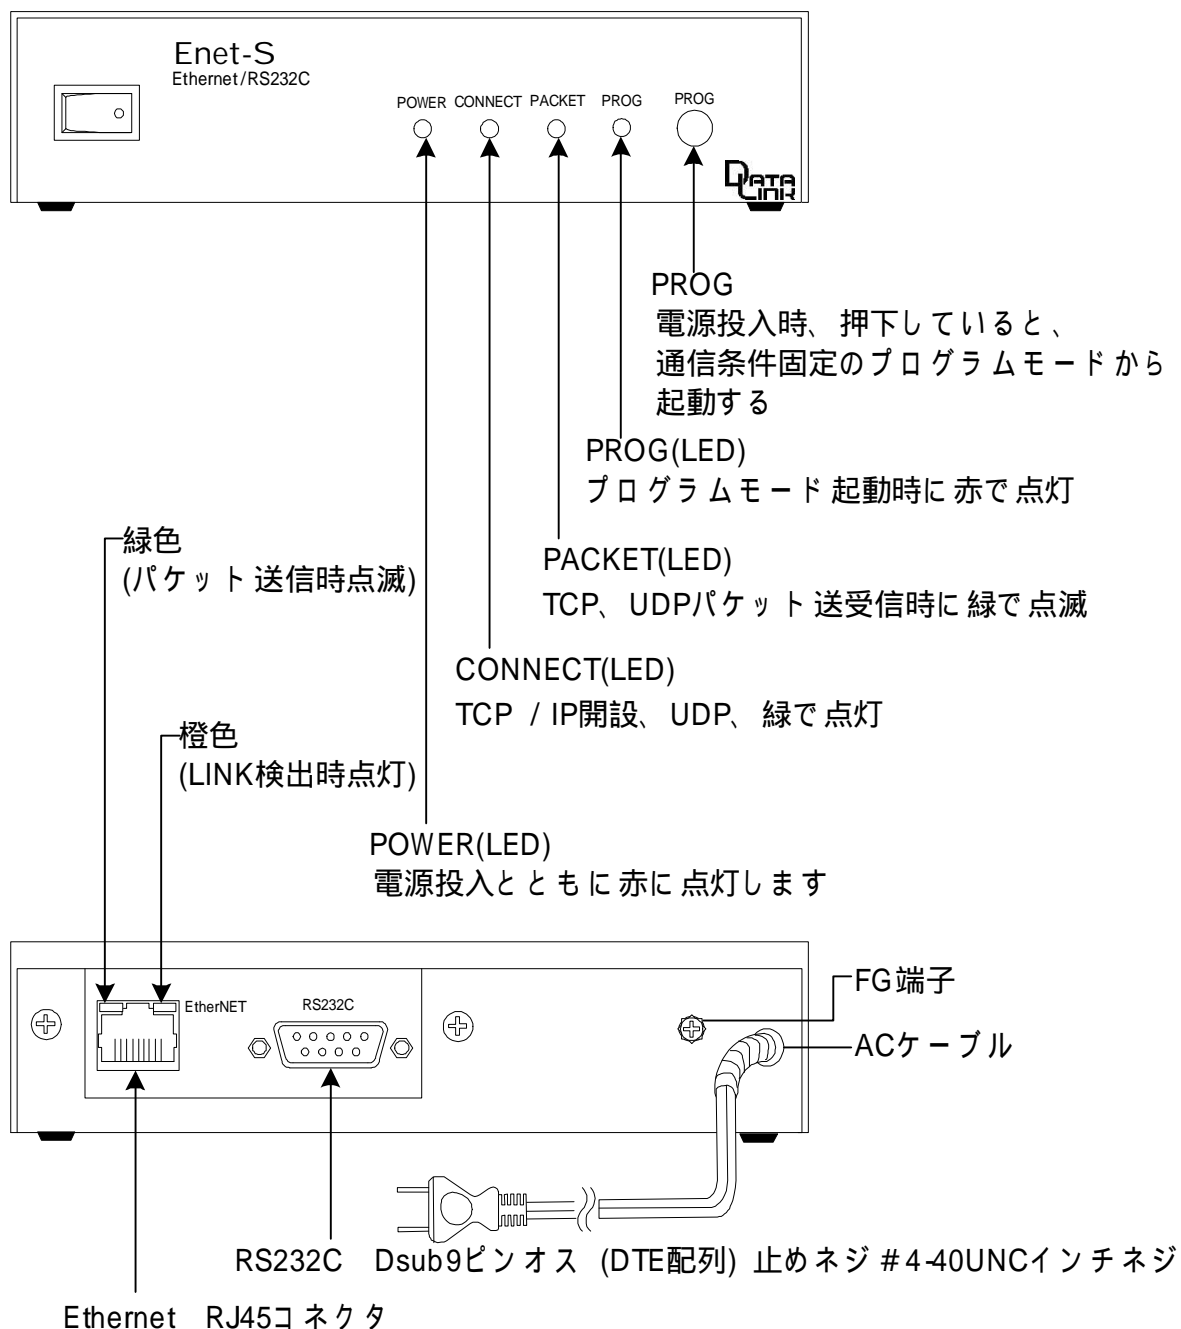 Enet-S
Ethernet/RS232C
POWER CONNECT PACKET PROG PROG
DATA
LINK
PROG
電源投入時、押下していると、
通信条件固定のプログラムモードから
起動する
PROG(LED)
プログラムモード起動時に赤で点灯
緑色
(パケット送信時点滅)
PACKET(LED)
TCP、UDPパケット送受信時に緑で点滅
CONNECT(LED)
TCP / IP開設、UDP、緑で点灯
橙色
(LINK検出時点灯)
POWER(LED)
電源投入とともに赤に点灯します
EtherNET
RS232C
FG端子
ACケーブル
RS232C Dsub9ピンオス (DTE配列) 止めネジ#4-40UNCインチネジ
Ethernet RJ45コネクタ